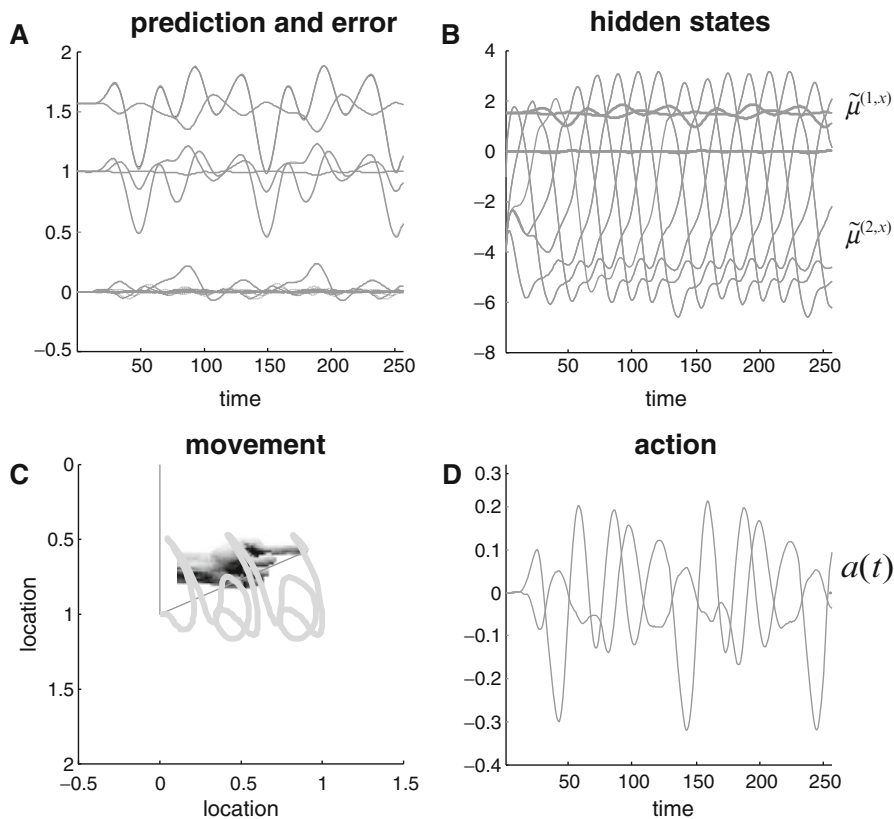 A
prediction and error
2
1.5
1
0.5
0
−0.5
50
100
150
200
250
time
B
hidden states
4
2
0
−2
−4
−6
−8
50
100
150
200
250
time
μ̃(1,x)
μ̃(2,x)
C
movement
0
0.5
1
1.5
2
−0.5
0
0.5
1
1.5
location
location
D
action
0.3
0.2
0.1
0
−0.1
−0.2
−0.3
−0.4
50
100
150
200
250
time
a(t)